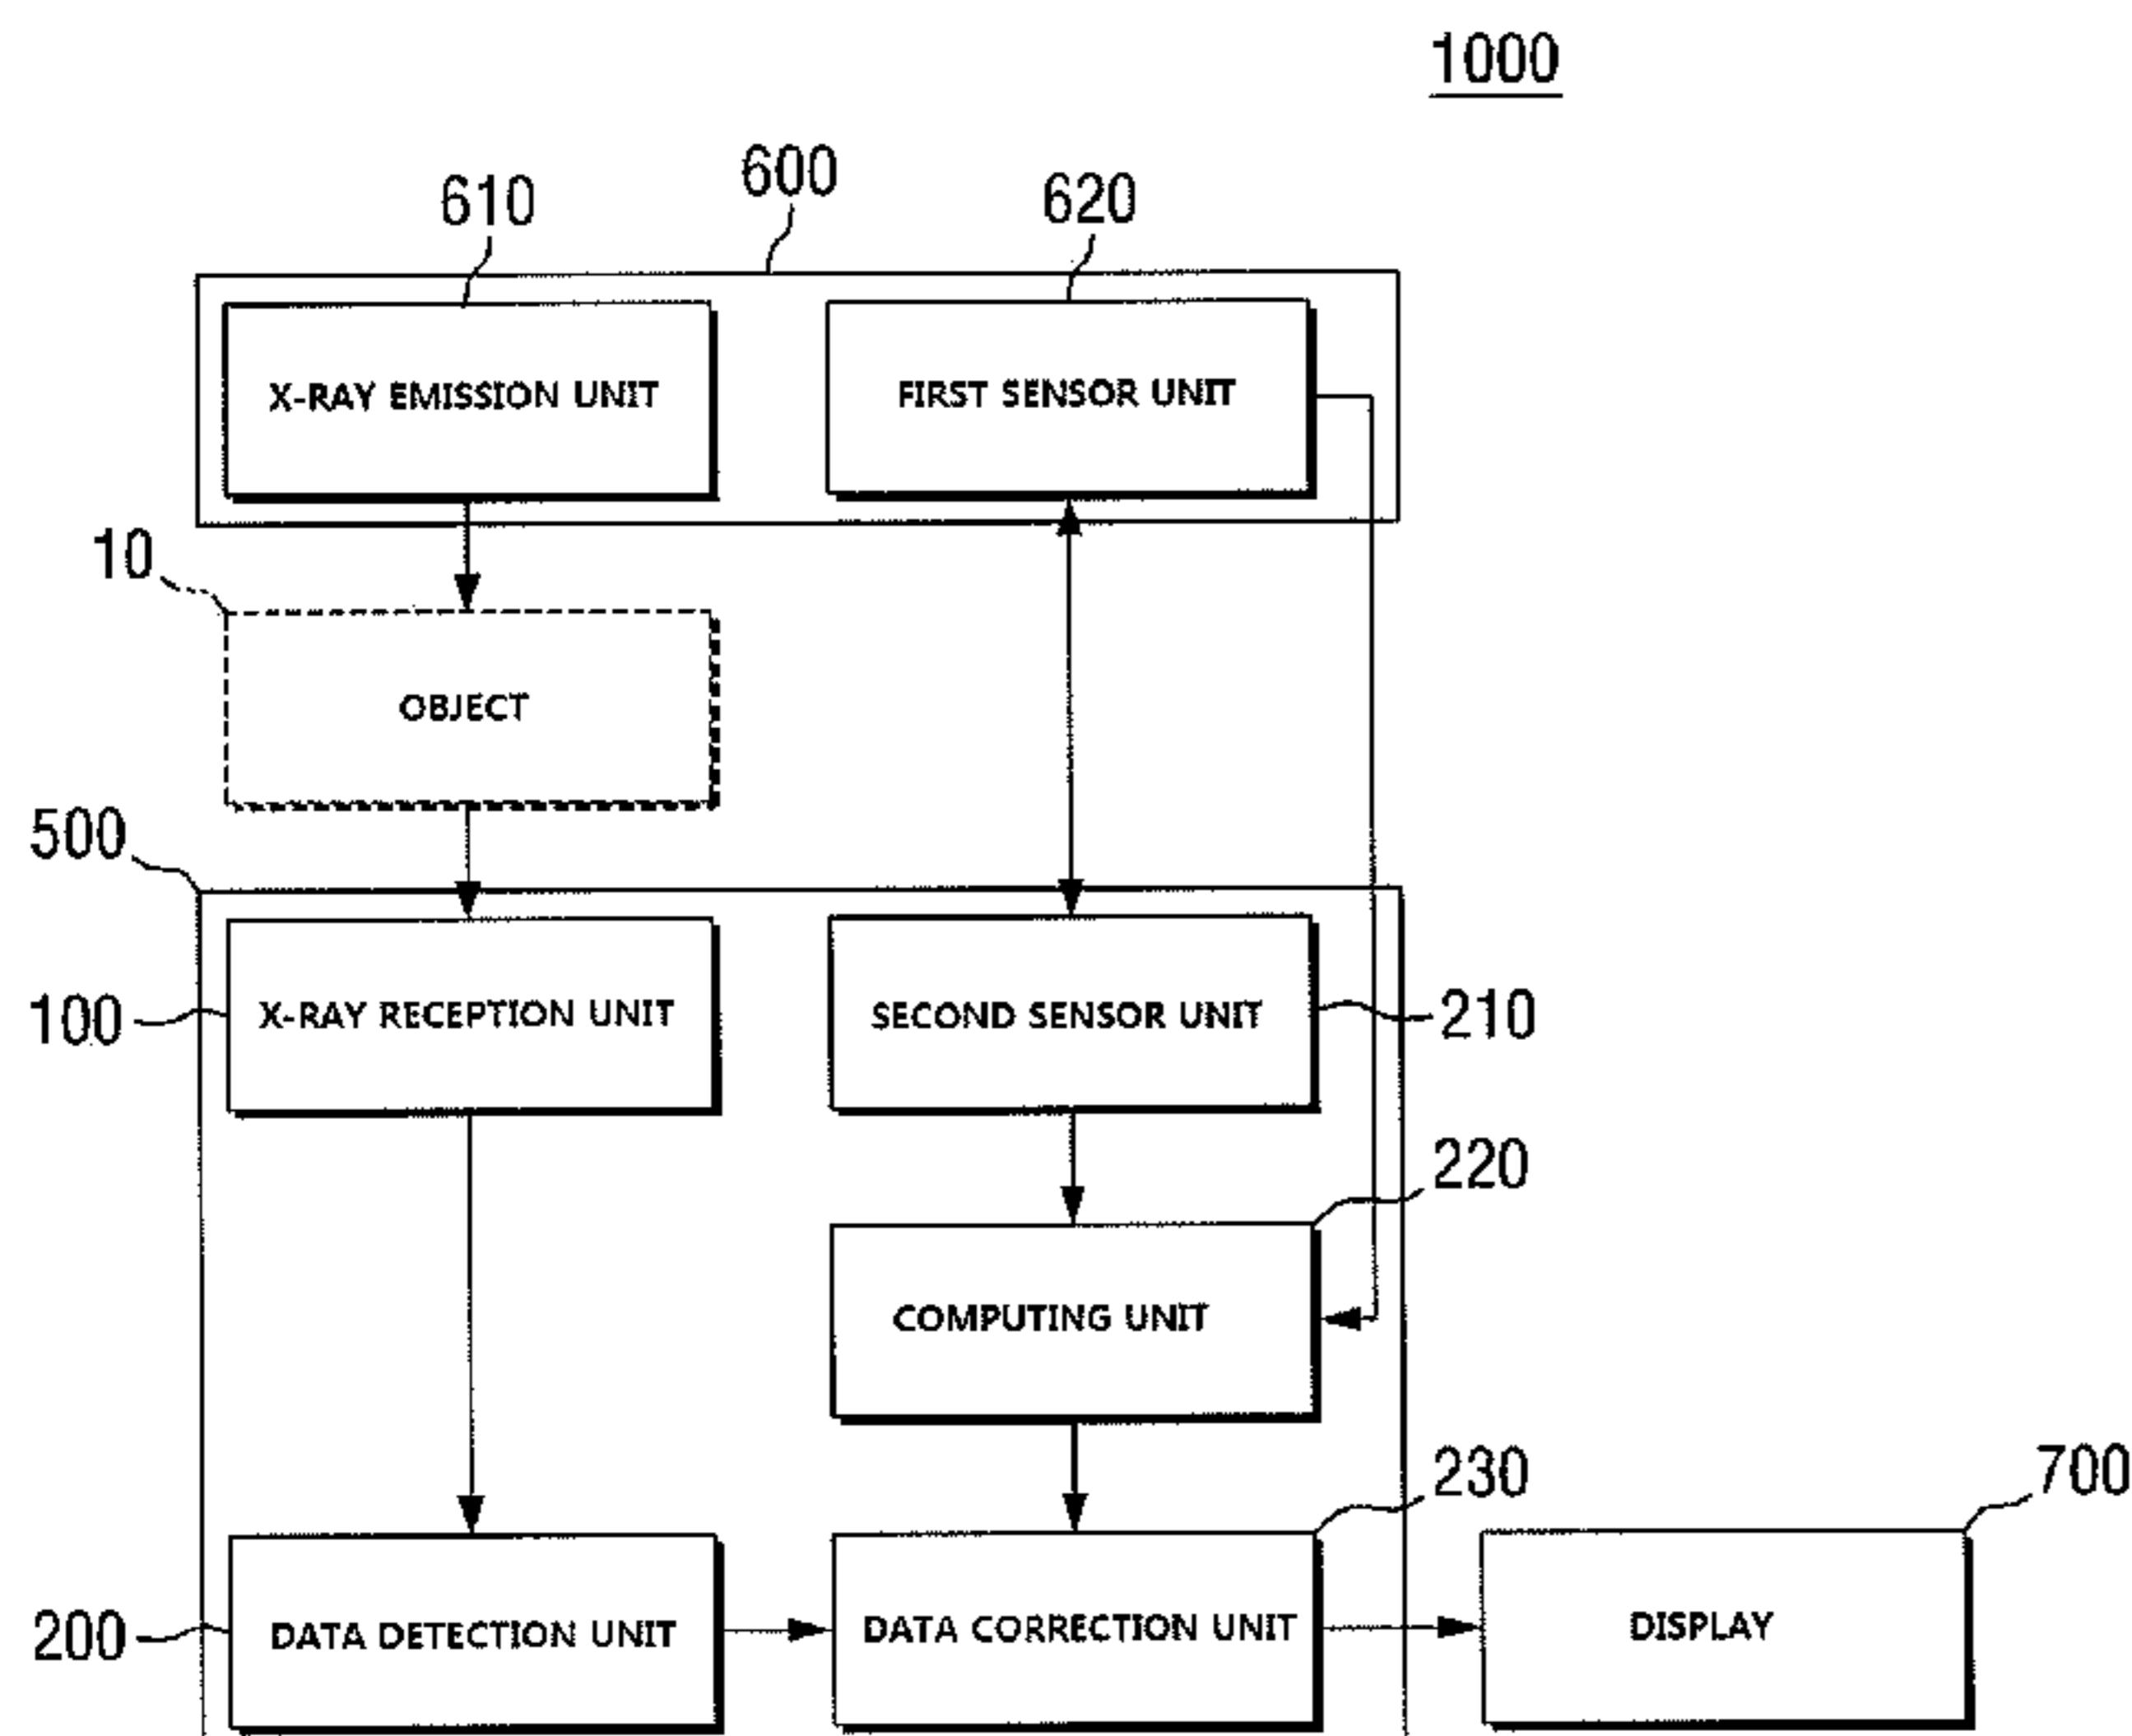 1000
600
610
620
X-RAY EMISSION UNIT
FIRST SENSOR UNIT
10
OBJECT
500
100
X-RAY RECEPTION UNIT
SECOND SENSOR UNIT
210
220
COMPUTING UNIT
230
700
200
DATA DETECTION UNIT
DATA CORRECTION UNIT
DISPLAY